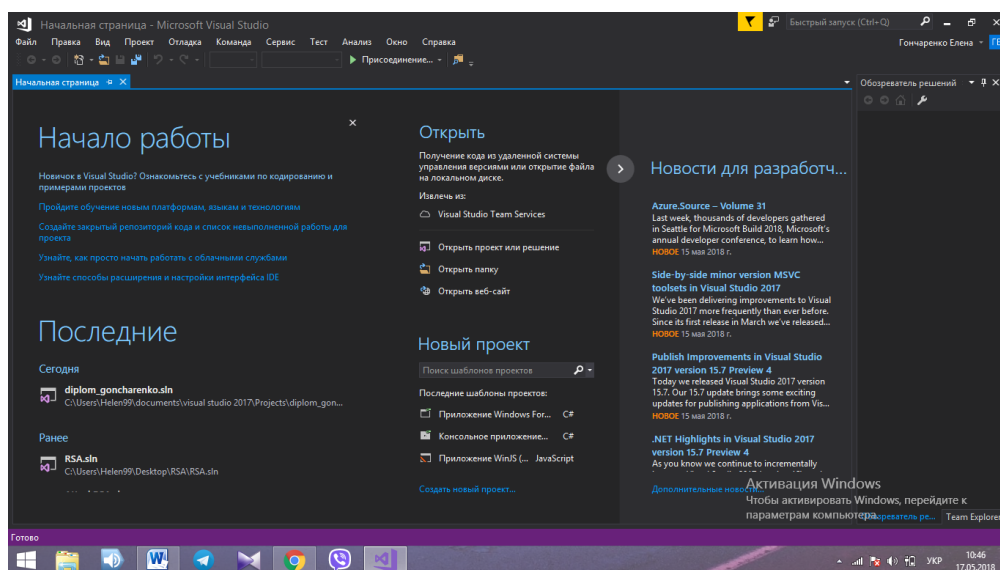 Начальная страница - Microsoft Visual Studio
Быстрый запуск (Ctrl+Q)
Файл Правка Вид Проект Отладка Команда Сервис Тест Анализ Окно Справка
Гончаренко Елена
ГЕ
Присоединение...
Начальная страница
Обозреватель решений
Начало работы
Новичок в Visual Studio? Ознакомьтесь с учебниками по кодированию и
примерами проектов
Пройдите обучение новым платформам, языкам и технологиям
Создайте закрытый репозиторий кода и список невыполненной работы для
проекта
Узнайте, как просто начать работать с облачными службами
Узнайте способы расширения и настройки интерфейса IDE
Последние
Сегодня
diplom_goncharenko.sln
C:\Users\Helen99\documents\visual studio 2017\Projects\diplom_gon...
Ранее
RSA.sln
C:\Users\Helen99\Desktop\RSA\RSA.sln
Открыть
Получение кода из удаленной системы
управления версиями или открытие файла
на локальном диске.
Извлечь из:
Visual Studio Team Services
Открыть проект или решение
Открыть папку
Открыть веб-сайт
Новый проект
Поиск шаблонов проектов
Последние шаблоны проектов:
Приложение Windows For... C#
Консольное приложение... C#
Приложение WinJS (... JavaScript
Создать новый проект...
Новости для разработч...
Azure.Source – Volume 31
Last week, thousands of developers gathered
in Seattle for Microsoft Build 2018, Microsoft's
annual developer conference, to learn how...
НОВОЕ 15 мая 2018 г.
Side-by-side minor version MSVC
toolsets in Visual Studio 2017
We've been delivering improvements to Visual
Studio 2017 more frequently than ever before.
Since its first release in March we've released...
НОВОЕ 15 мая 2018 г.
Publish Improvements in Visual Studio
2017 version 15.7 Preview 4
Today we released Visual Studio 2017 version
15.7. Our 15.7 update brings some exciting
updates for publishing applications from Vis...
НОВОЕ 15 мая 2018 г.
.NET Highlights in Visual Studio 2017
version 15.7 Preview 4
As you know we continue to incrementally
Дополнительные новости...
Активация Windows
Чтобы активировать Windows, перейдите к
параметрам компьютера.
Обозреватель ре... Team Explorer
Готово
УКР
10:46
17.05.2018